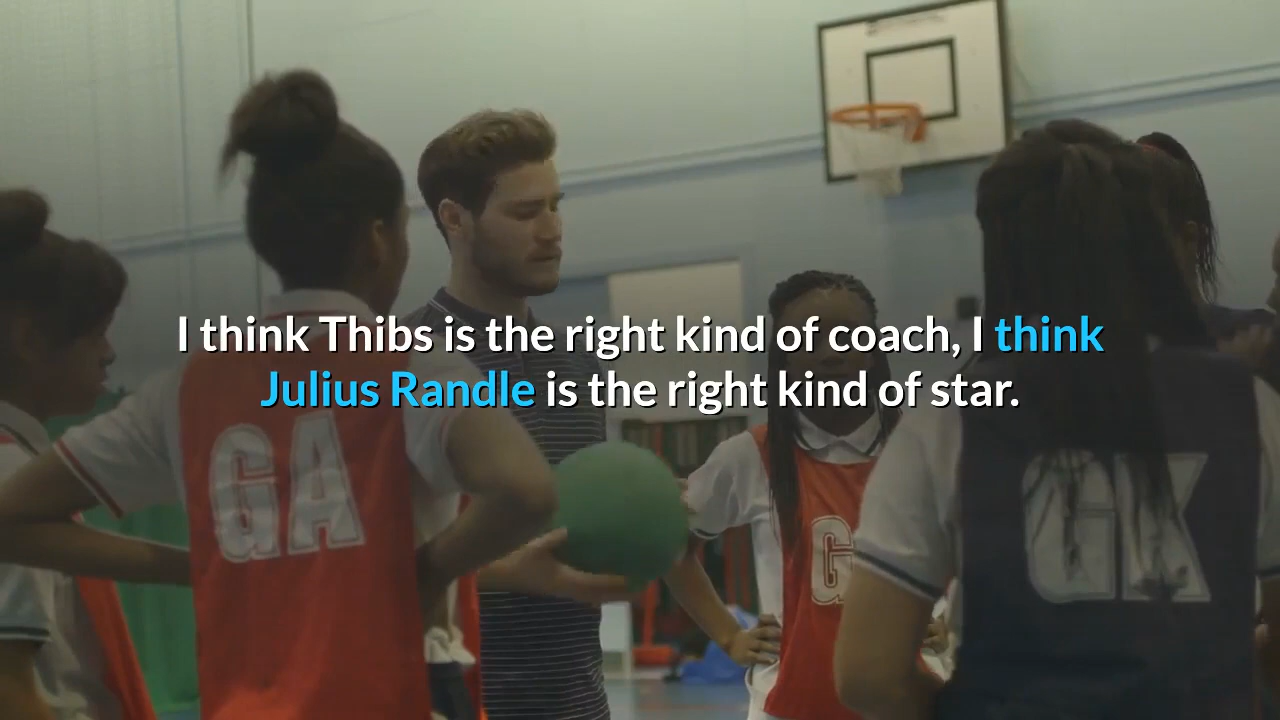 I think Thibs is the right kind of coach, I think
Julius Randle is the right kind of star.
GA
G
GK